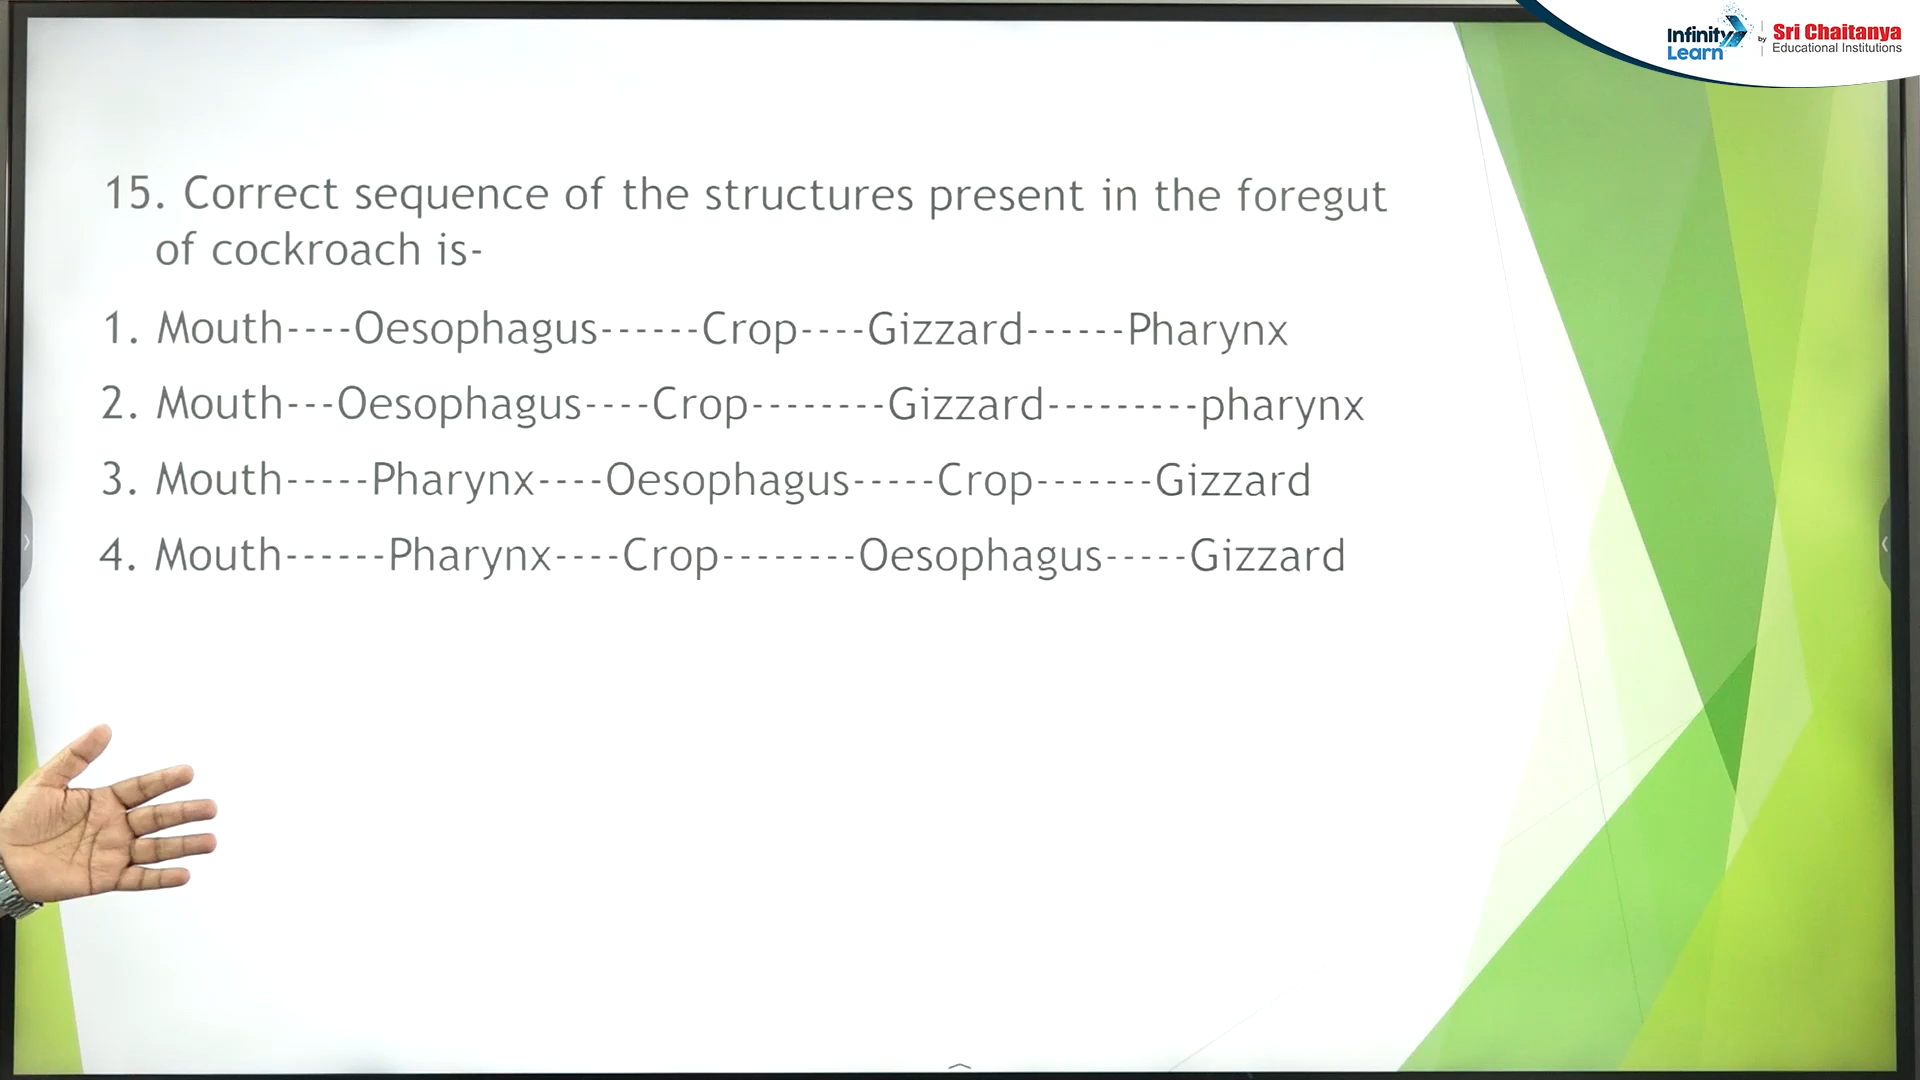 Infinity Learn by Sri Chaitanya Educational Institutions
15. Correct sequence of the structures present in the foregut
of cockroach is-
1. Mouth----Oesophagus------Crop----Gizzard------Pharynx
2. Mouth---Oesophagus----Crop--------Gizzard---------pharynx
3. Mouth-----Pharynx----Oesophagus-----Crop-------Gizzard
4. Mouth------Pharynx----Crop--------Oesophagus-----Gizzard